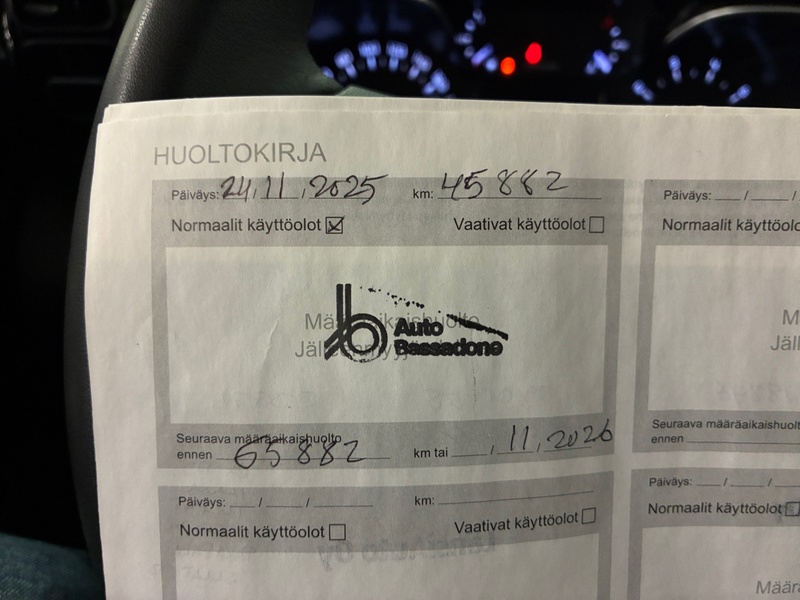 HUOLTOKIRJA
Päiväys: 24.11.2025 km: 45882
Normaalit käyttöolot ☒ Vaativat käyttöolot ☐
Määräaikaishuolto
Auto
Bassadone
Seuraava määräaikaishuolto
ennen 65882 km tai . 11 . 2026
Päiväys: / / km:
Normaalit käyttöolot ☐ Vaativat käyttöolot ☐
Päiväys: / /
Normaalit
Seuraava määräaikaishuolt
ennen
Päiväys: / /
Normaalit käyttöolot ☐